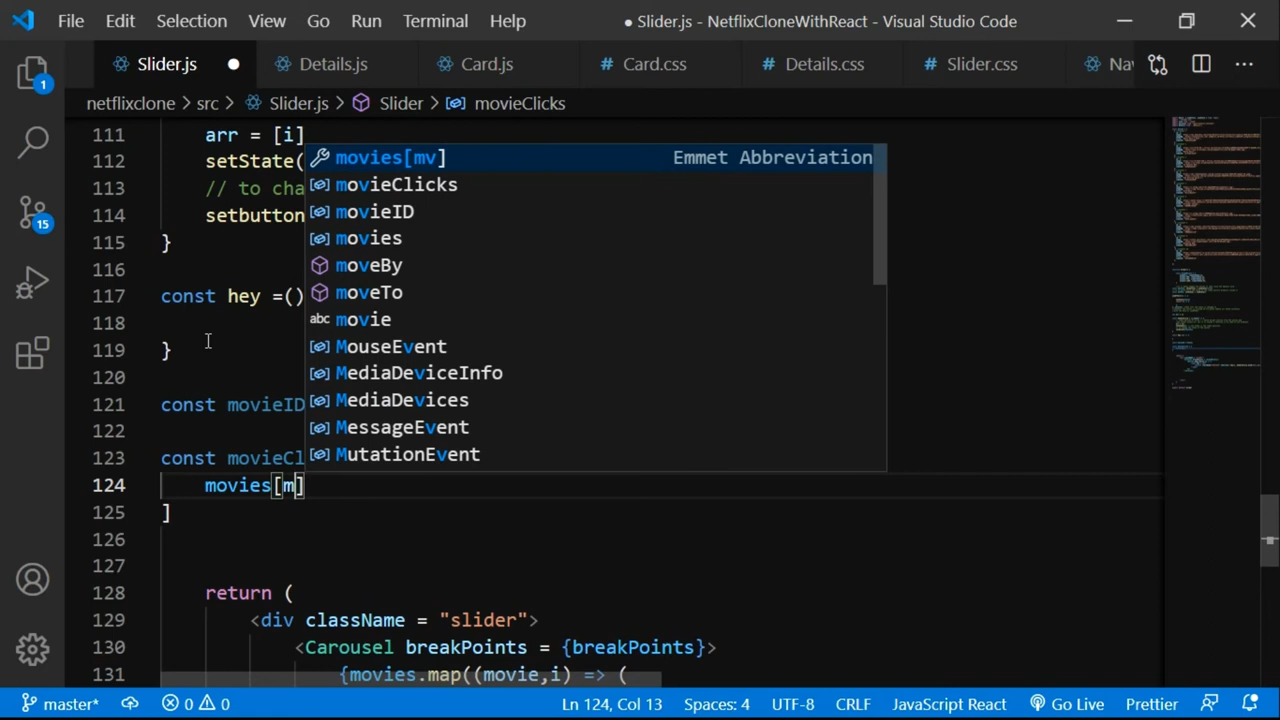 File Edit Selection View Go Run Terminal Help
● Slider.js - NetflixCloneWithReact - Visual Studio Code
Slider.js ● Details.js Card.js # Card.css # Details.css # Slider.css Na
netflixclone > src > Slider.js > Slider > movieClicks
1
111 arr = [i]
movies[mv] Emmet Abbreviation
112 setState(
movieClicks
113 // to cha
movieID
114 setbutton
15
movies
115 }
moveBy
116
moveTo
117 const hey =()
abc movie
118
MouseEvent
119 }
MediaDeviceInfo
120
MediaDevices
121 const movieID
MessageEvent
122
MutationEvent
123 const movieCl
124 movies[m]
125 ]
126
127
128 return (
129 <div className = "slider">
130 <Carousel breakPoints = {breakPoints}>
131 {movies.map((movie,i) => (
master* 0 0 Ln 124, Col 13 Spaces: 4 UTF-8 CRLF JavaScript React Go Live Prettier